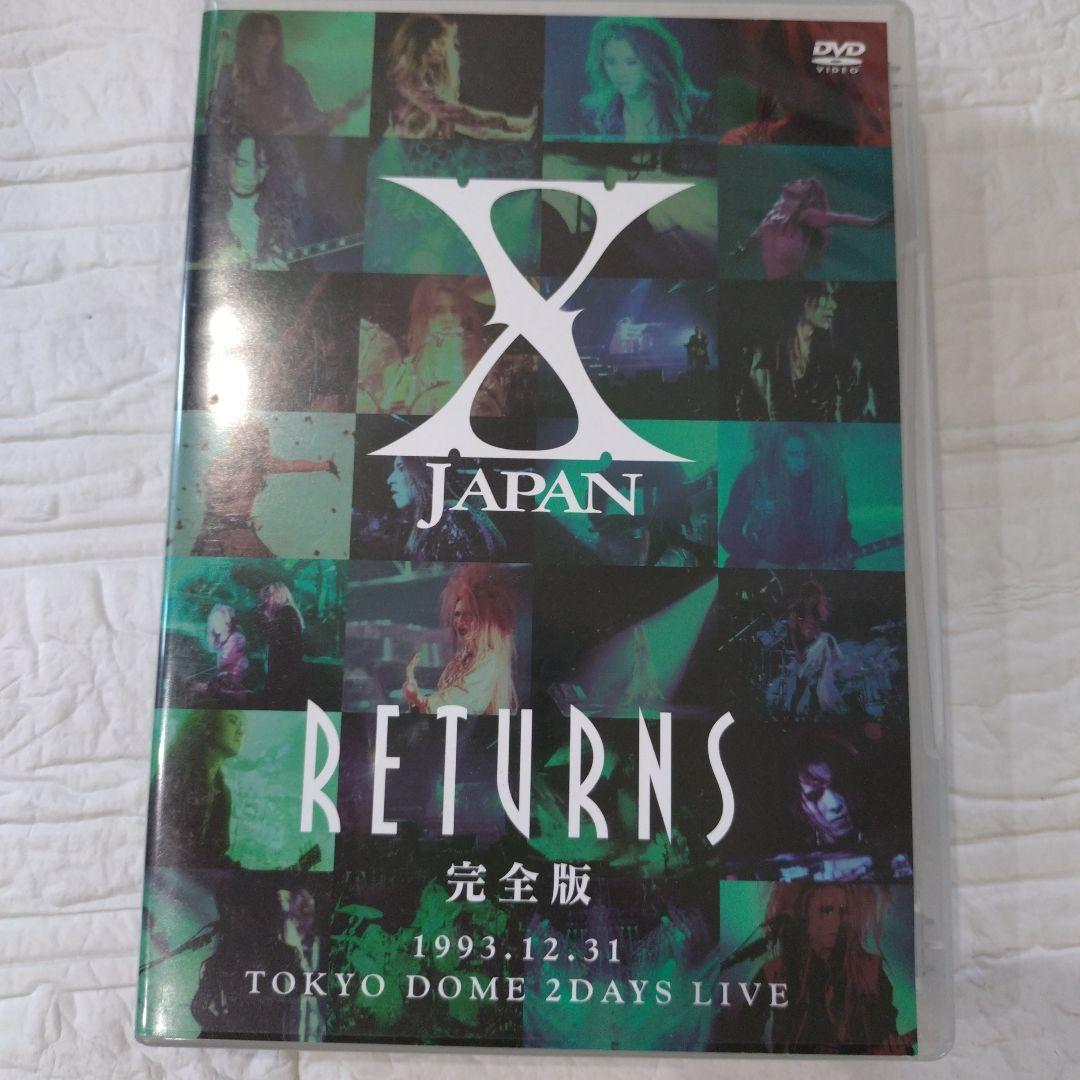 DVD
VIDEO
X
JAPAN
RETURNS
完全版
1993.12.31
TOKYO DOME 2DAYS LIVE